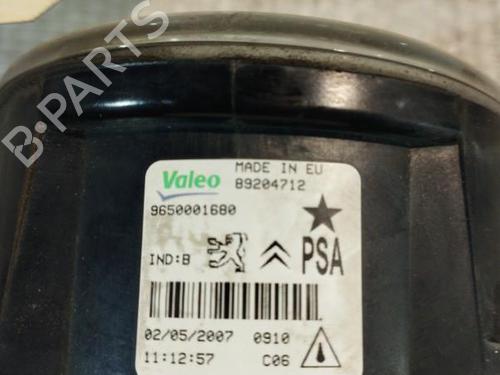 B-PARTS
Valeo
MADE IN EU
89204712
9650001680
IND:B
PSA
02/05/2007 0910
11:12:57 C06